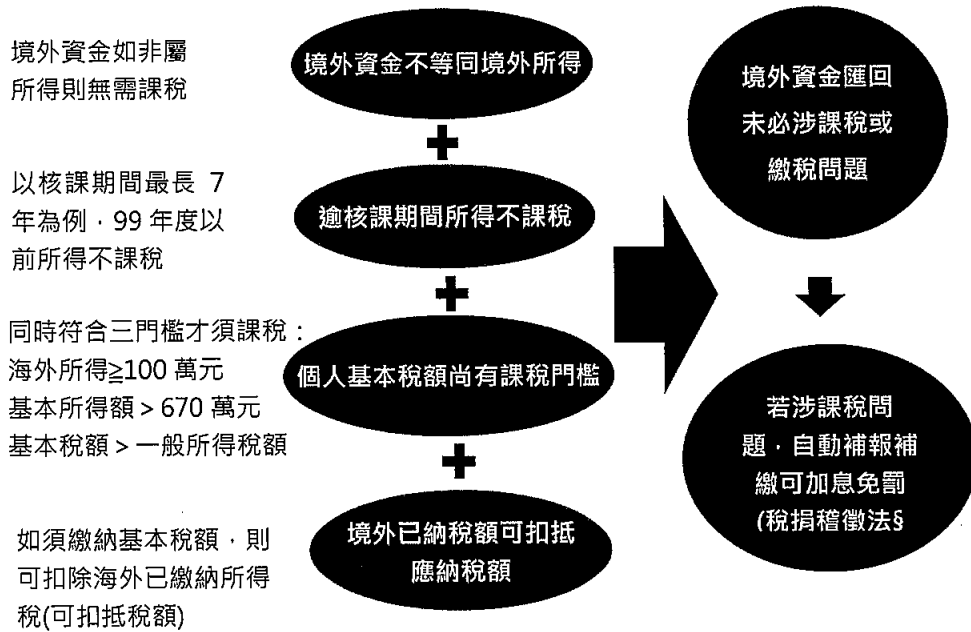 境外資金如非屬
所得則無需課稅
境外資金不等同境外所得
以核課期間最長 7
年為例，99 年度以
前所得不課稅
逾核課期間所得不課稅
同時符合三門檻才須課稅：
海外所得≧100 萬元
基本所得額 > 670 萬元
基本稅額 > 一般所得稅額
個人基本稅額尚有課稅門檻
如須繳納基本稅額，則
可扣除海外已繳納所得
稅(可扣抵稅額)
境外已納稅額可扣抵
應納稅額
境外資金匯回
未必涉課稅或
繳稅問題
若涉課稅問
題，自動補報補
繳可加息免罰
(稅捐稽徵法§